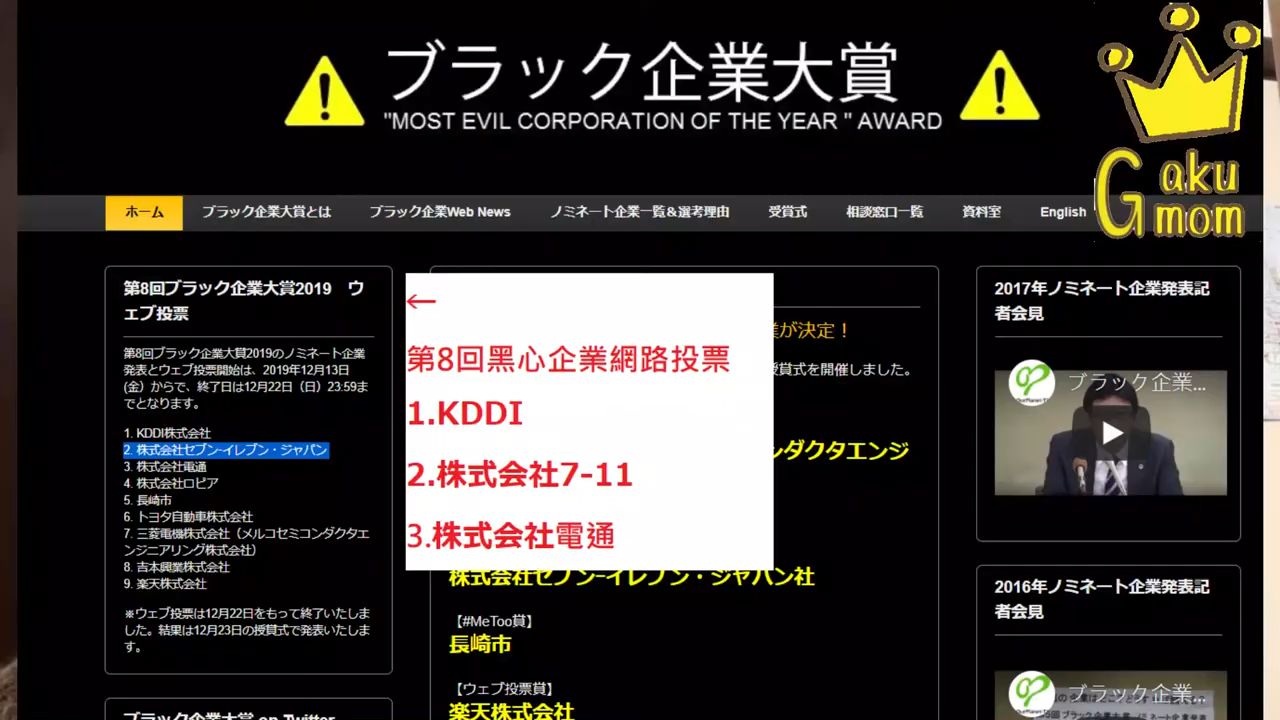 ブラック企業大賞
"MOST EVIL CORPORATION OF THE YEAR " AWARD
Gaku
mom
ホーム
ブラック企業大賞とは
ブラック企業Web News
ノミネート企業一覧&選考理由
受賞式
相談窓口一覧
資料室
English
第8回ブラック企業大賞2019 ウ
ェブ投票
第8回ブラック企業大賞2019のノミネート企業
発表とウェブ投票開始は、2019年12月13日
(金）からで、終了日は12月22日（日）23:59ま
でとなります。
1. KDDI株式会社
2. 株式会社セブン-イレブン・ジャパン
3. 株式会社電通
4. 株式会社ロピア
5. 長崎市
6. トヨタ自動車株式会社
7. 三菱電機株式会社（メルコセミコンダクタエ
ンジニアリング株式会社）
8. 吉本興業株式会社
9. 楽天株式会社
※ウェブ投票は12月22日をもって終了いたしま
した。結果は12月23日の授賞式で発表いたしま
す。
ブラック企業大賞 on Twitter
←
第8回黑心企業網路投票
1.KDDI
2.株式会社7-11
3.株式会社電通
業が決定！
授賞式を開催しました。
ンダクタエンジ
株式会社セブン-イレブン・ジャパン社
【#MeToo賞】
長崎市
【ウェブ投票賞】
楽天株式会社
2017年ノミネート企業発表記
者会見
ブラック企業...
2016年ノミネート企業発表記
者会見
ブラック企業...